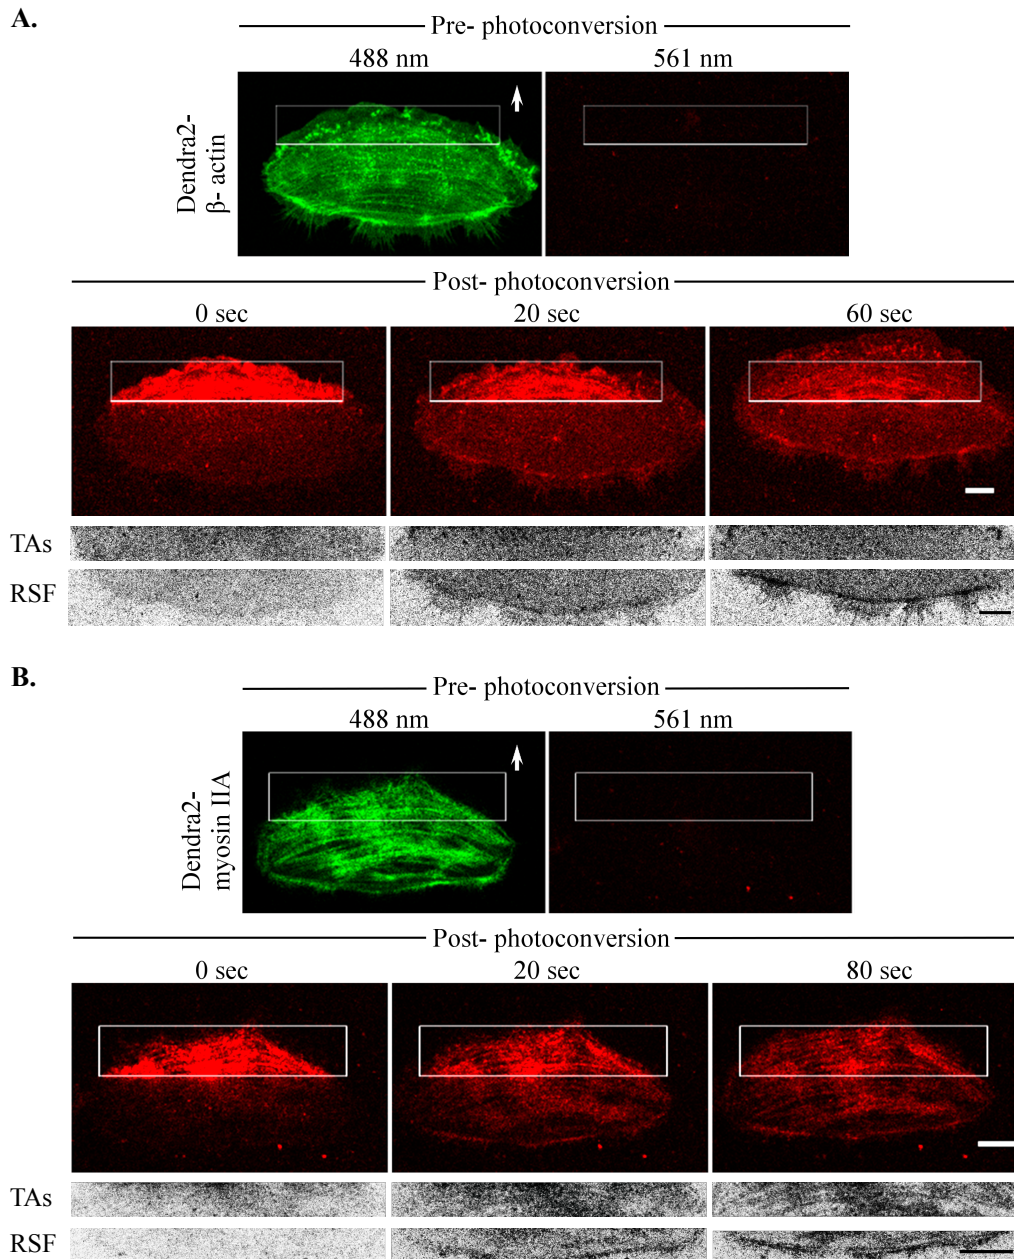 A.
Pre- photoconversion
488 nm 561 nm
Dendra2-
β- actin
Post- photoconversion
0 sec 20 sec 60 sec
TAs
RSF
B.
Pre- photoconversion
488 nm 561 nm
Dendra2-
myosin IIA
Post- photoconversion
0 sec 20 sec 80 sec
TAs
RSF